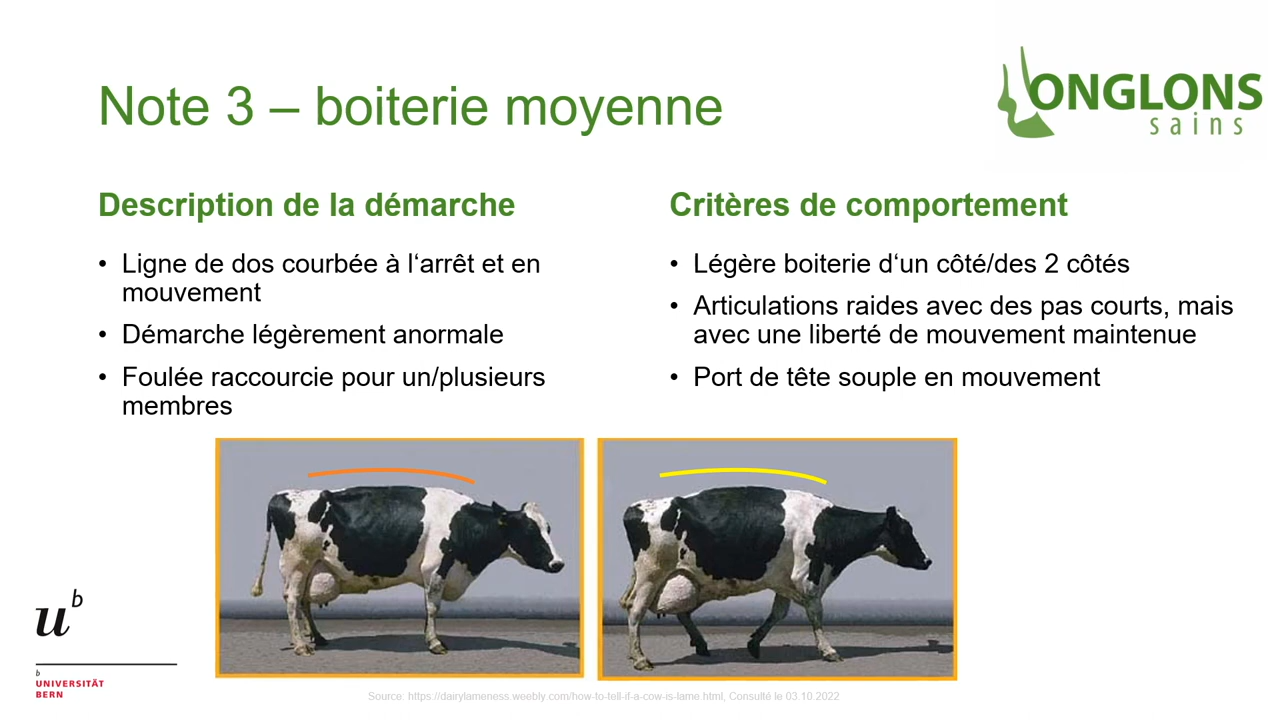 ONGLONS
sains
Note 3 – boiterie moyenne
Description de la démarche
• Ligne de dos courbée à l‘arrêt et en
mouvement
• Démarche légèrement anormale
• Foulée raccourcie pour un/plusieurs
membres
Critères de comportement
• Légère boiterie d‘un côté/des 2 côtés
• Articulations raides avec des pas courts, mais
avec une liberté de mouvement maintenue
• Port de tête souple en mouvement
u b
b
UNIVERSITÄT
BERN
Source: https://dairylameness.weebly.com/how-to-tell-if-a-cow-is-lame.html, Consulté le 03.10.2022